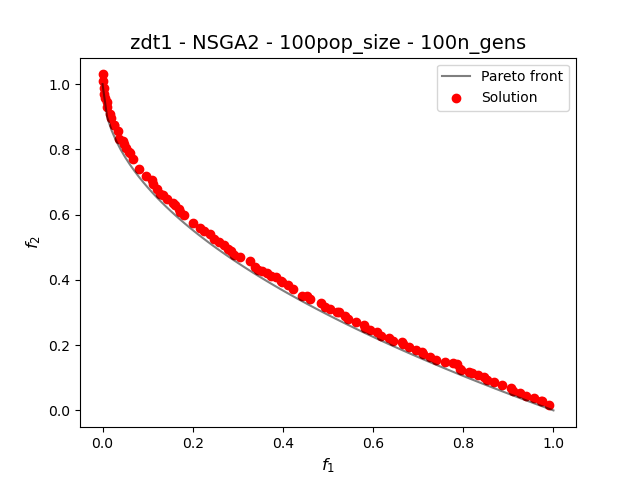 zdt1 - NSGA2 - 100pop_size - 100n_gens
Pareto front
Solution
1.0
0.8
0.6
0.4
0.2
0.0
f2
0.0 0.2 0.4 0.6 0.8 1.0
f1